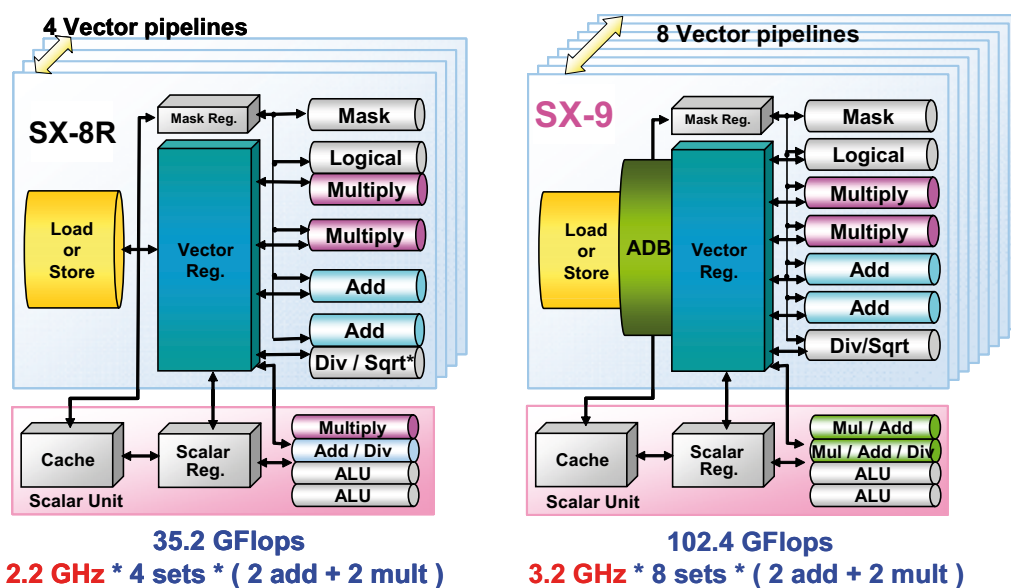 4 Vector pipelines
SX-8R
Mask Reg.
Mask
Logical
Multiply
Multiply
Add
Add
Div / Sqrt*
Load
or
Store
Vector
Reg.
Cache
Scalar
Reg.
Multiply
Add / Div
ALU
ALU
Scalar Unit
35.2 GFlops
2.2 GHz * 4 sets * ( 2 add + 2 mult )
8 Vector pipelines
SX-9
Mask Reg.
Mask
Logical
Multiply
Multiply
Add
Add
Div/Sqrt
Load
or
Store
ADB
Vector
Reg.
Cache
Scalar
Reg.
Mul / Add
Mul / Add / Div
ALU
ALU
Scalar Unit
102.4 GFlops
3.2 GHz * 8 sets * ( 2 add + 2 mult )